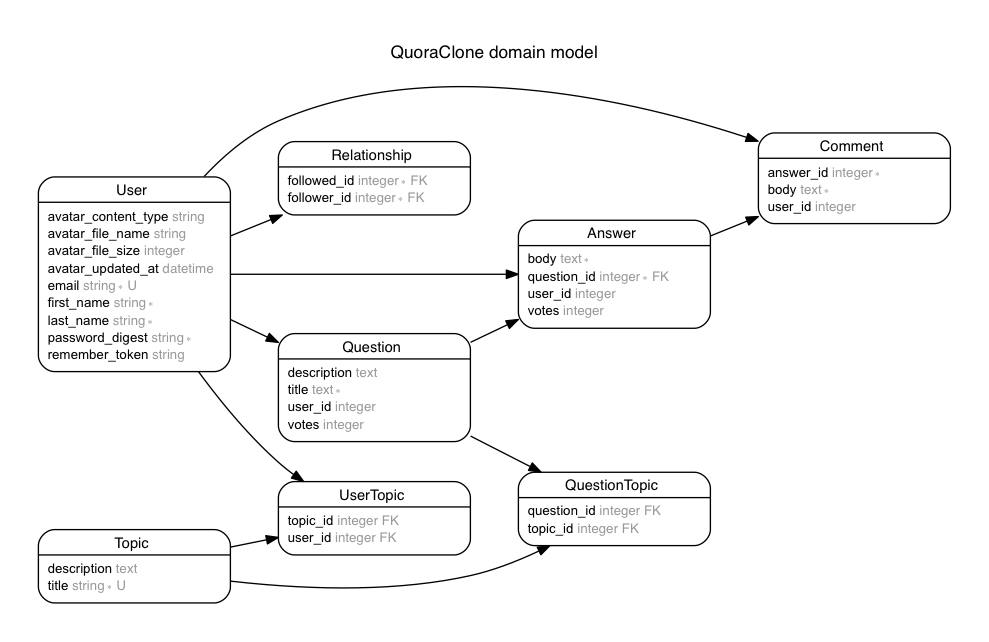 QuoraClone domain model
User
avatar_content_type string
avatar_file_name string
avatar_file_size integer
avatar_updated_at datetime
email string * U
first_name string *
last_name string *
password_digest string *
remember_token string
Relationship
followed_id integer * FK
follower_id integer * FK
Comment
answer_id integer *
body text *
user_id integer
Answer
body text *
question_id integer * FK
user_id integer
votes integer
Question
description text
title text *
user_id integer
votes integer
UserTopic
topic_id integer FK
user_id integer FK
QuestionTopic
question_id integer FK
topic_id integer FK
Topic
description text
title string * U